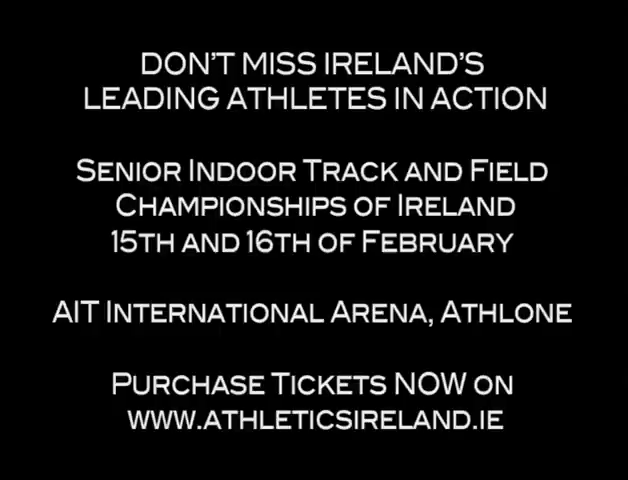 DON'T MISS IRELAND'S
LEADING ATHLETES IN ACTION
SENIOR INDOOR TRACK AND FIELD
CHAMPIONSHIPS OF IRELAND
15TH AND 16TH OF FEBRUARY
AIT INTERNATIONAL ARENA, ATHLONE
PURCHASE TICKETS NOW ON
WWW.ATHLETICSIRELAND.IE